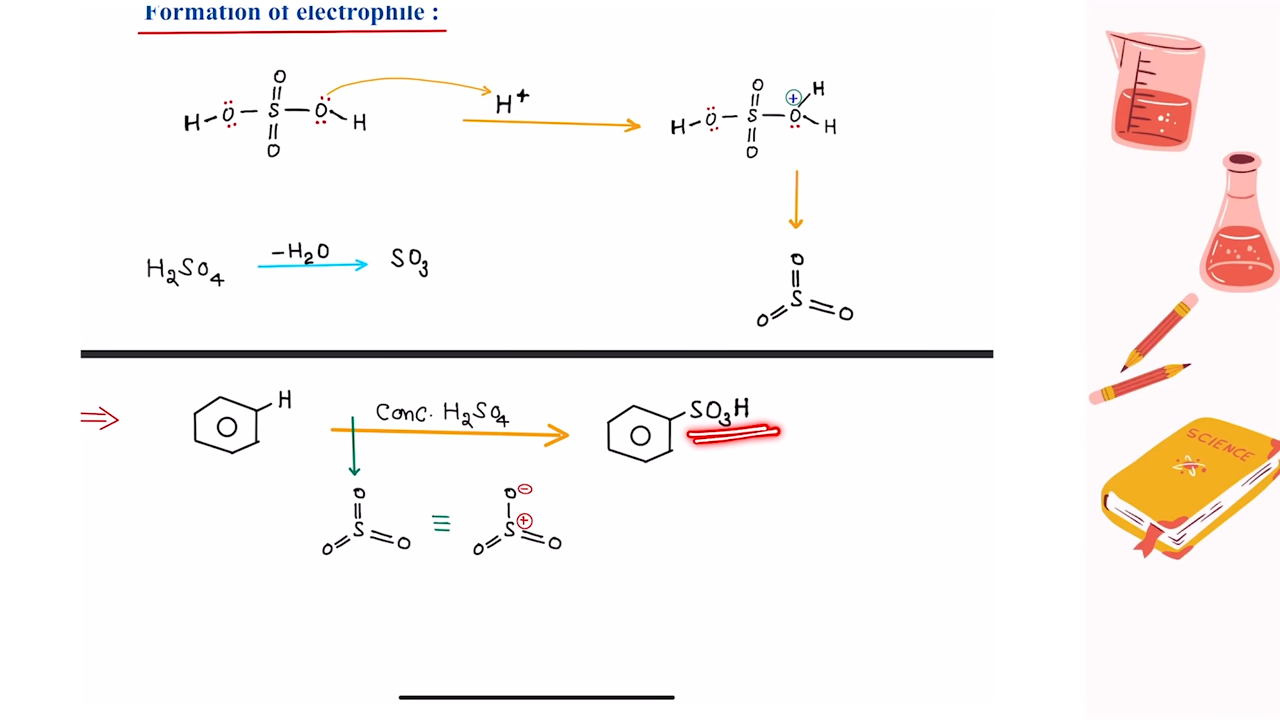 Formation of electrophile :
O
H-O-S-O-H
O
H+
O
H-O-S-O-H
+
H
O
H2SO4 -H2O SO3
O
S
O O
⇒
H
Conc. H2SO4
SO3H
O
S
O O
≡
O⊖
S⊕
O O
SCIENCE